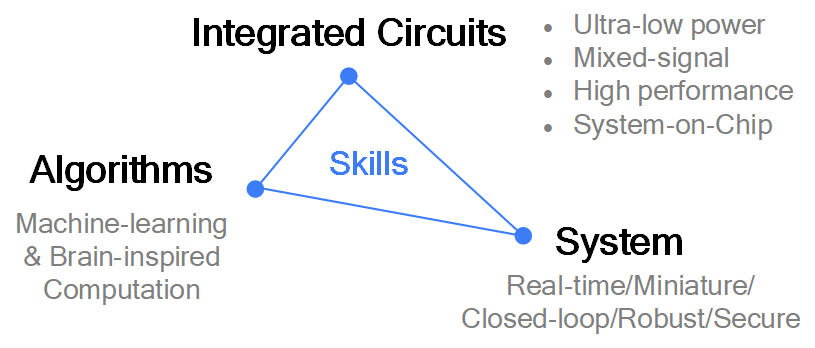 Integrated Circuits
• Ultra-low power
• Mixed-signal
• High performance
• System-on-Chip
Skills
Algorithms
Machine-learning
& Brain-inspired
Computation
System
Real-time/Miniature/
Closed-loop/Robust/Secure